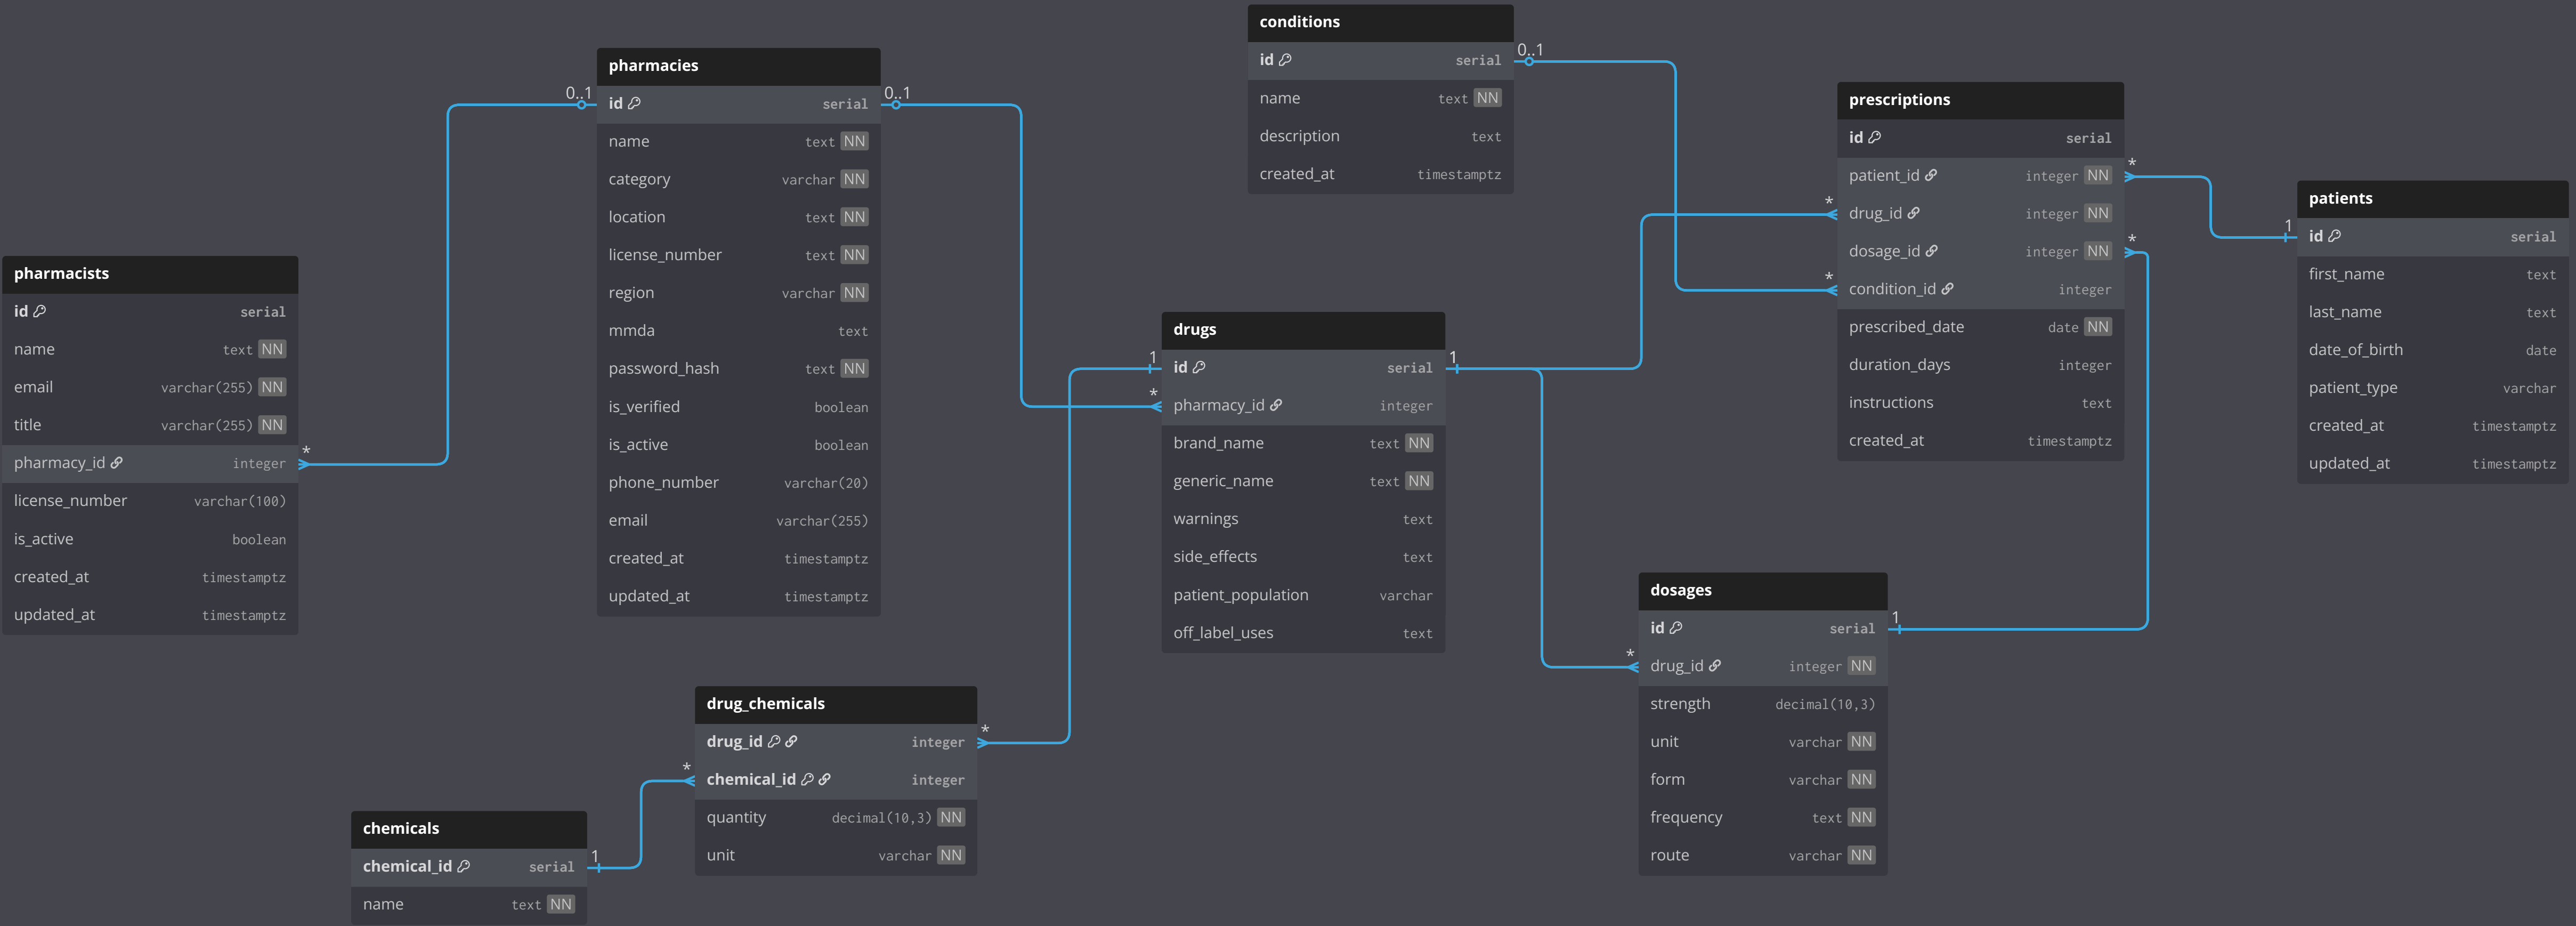 pharmacists
id serial
name text NN
email varchar(255) NN
title varchar(255) NN
pharmacy_id integer
license_number varchar(100)
is_active boolean
created_at timestamptz
updated_at timestamptz
*
0..1
pharmacies
id serial
name text NN
category varchar NN
location text NN
license_number text NN
region varchar NN
mmda text
password_hash text NN
is_verified boolean
is_active boolean
phone_number varchar(20)
email varchar(255)
created_at timestamptz
updated_at timestamptz
0..1
chemicals
chemical_id serial
name text NN
1
*
drug_chemicals
drug_id integer
chemical_id integer
quantity decimal(10,3) NN
unit varchar NN
*
1
*
drugs
id serial
pharmacy_id integer
brand_name text NN
generic_name text NN
warnings text
side_effects text
patient_population varchar
off_label_uses text
1
conditions
id serial
name text NN
description text
created_at timestamptz
0..1
*
dosages
id serial
drug_id integer NN
strength decimal(10,3)
unit varchar NN
form varchar NN
frequency text NN
route varchar NN
1
*
*
prescriptions
id serial
patient_id integer NN
drug_id integer NN
dosage_id integer NN
condition_id integer
prescribed_date date NN
duration_days integer
instructions text
created_at timestamptz
*
*
1
patients
id serial
first_name text
last_name text
date_of_birth date
patient_type varchar
created_at timestamptz
updated_at timestamptz